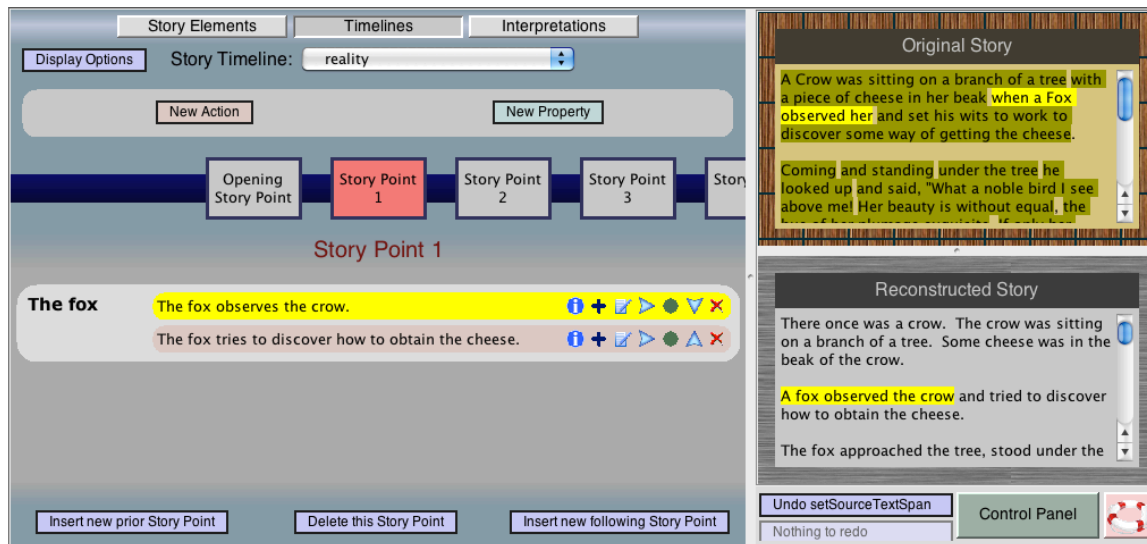 Story Elements
Timelines
Interpretations
Display Options
Story Timeline:
reality
New Action
New Property
Opening
Story Point
Story Point
1
Story Point
2
Story Point
3
Story Point 1
The fox
The fox observes the crow.
The fox tries to discover how to obtain the cheese.
Insert new prior Story Point
Delete this Story Point
Insert new following Story Point
Original Story
A Crow was sitting on a branch of a tree with
a piece of cheese in her beak when a Fox
observed her and set his wits to work to
discover some way of getting the cheese.
Coming and standing under the tree he
looked up and said, "What a noble bird I see
above me! Her beauty is without equal, the
Reconstructed Story
There once was a crow. The crow was sitting
on a branch of a tree. Some cheese was in the
beak of the crow.
A fox observed the crow and tried to discover
how to obtain the cheese.
The fox approached the tree, stood under the
Undo setSourceTextSpan
Nothing to redo
Control Panel